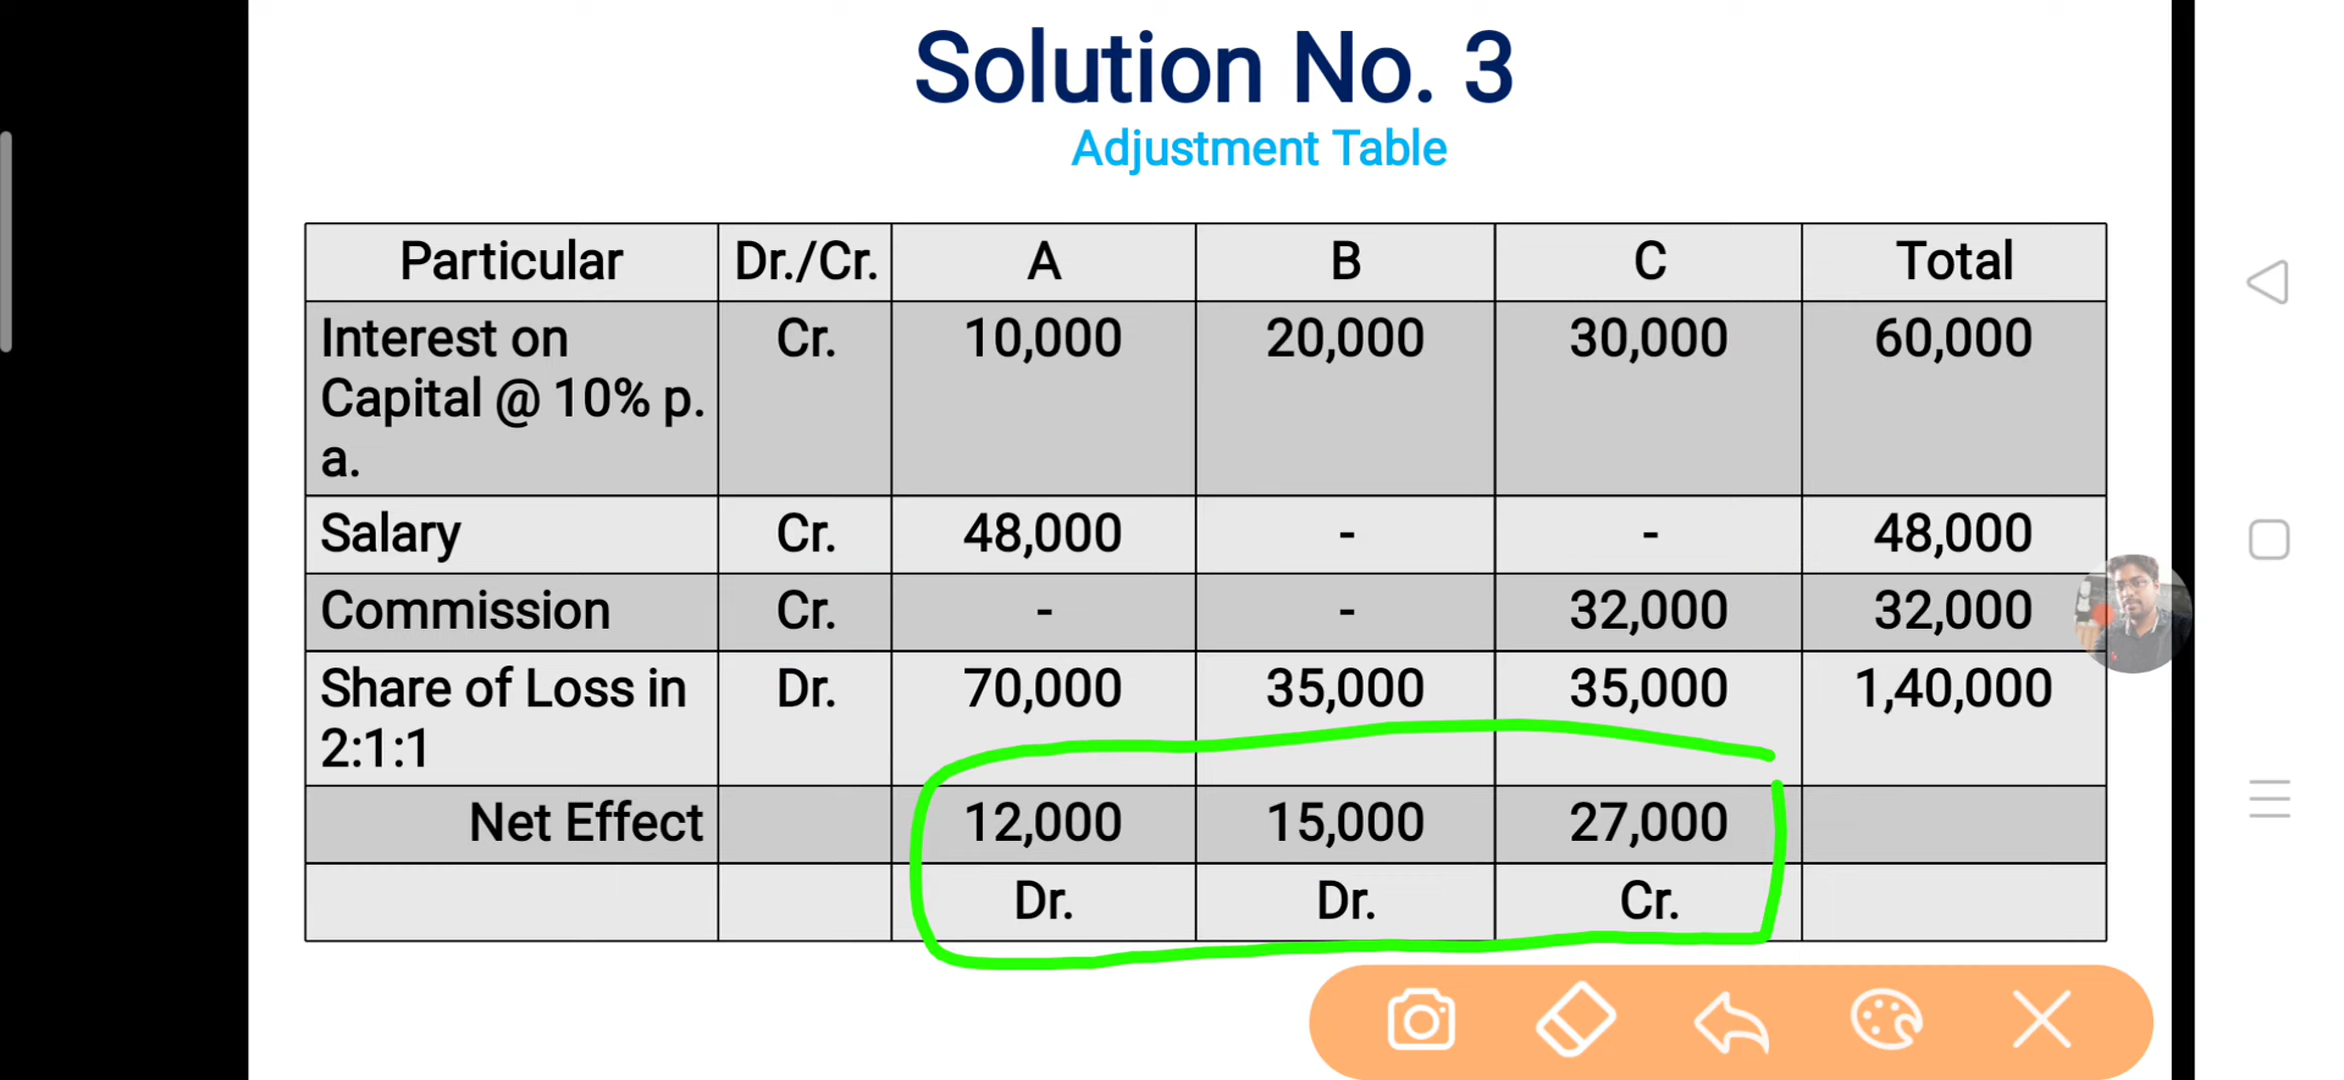 Solution No. 3
Adjustment Table
Particular Dr./Cr. A B C Total
Interest on Cr. 10,000 20,000 30,000 60,000
Capital @ 10% p.
a.
Salary Cr. 48,000 - - 48,000
Commission Cr. - - 32,000 32,000
Share of Loss in Dr. 70,000 35,000 35,000 1,40,000
2:1:1
Net Effect 12,000 15,000 27,000
Dr. Dr. Cr.